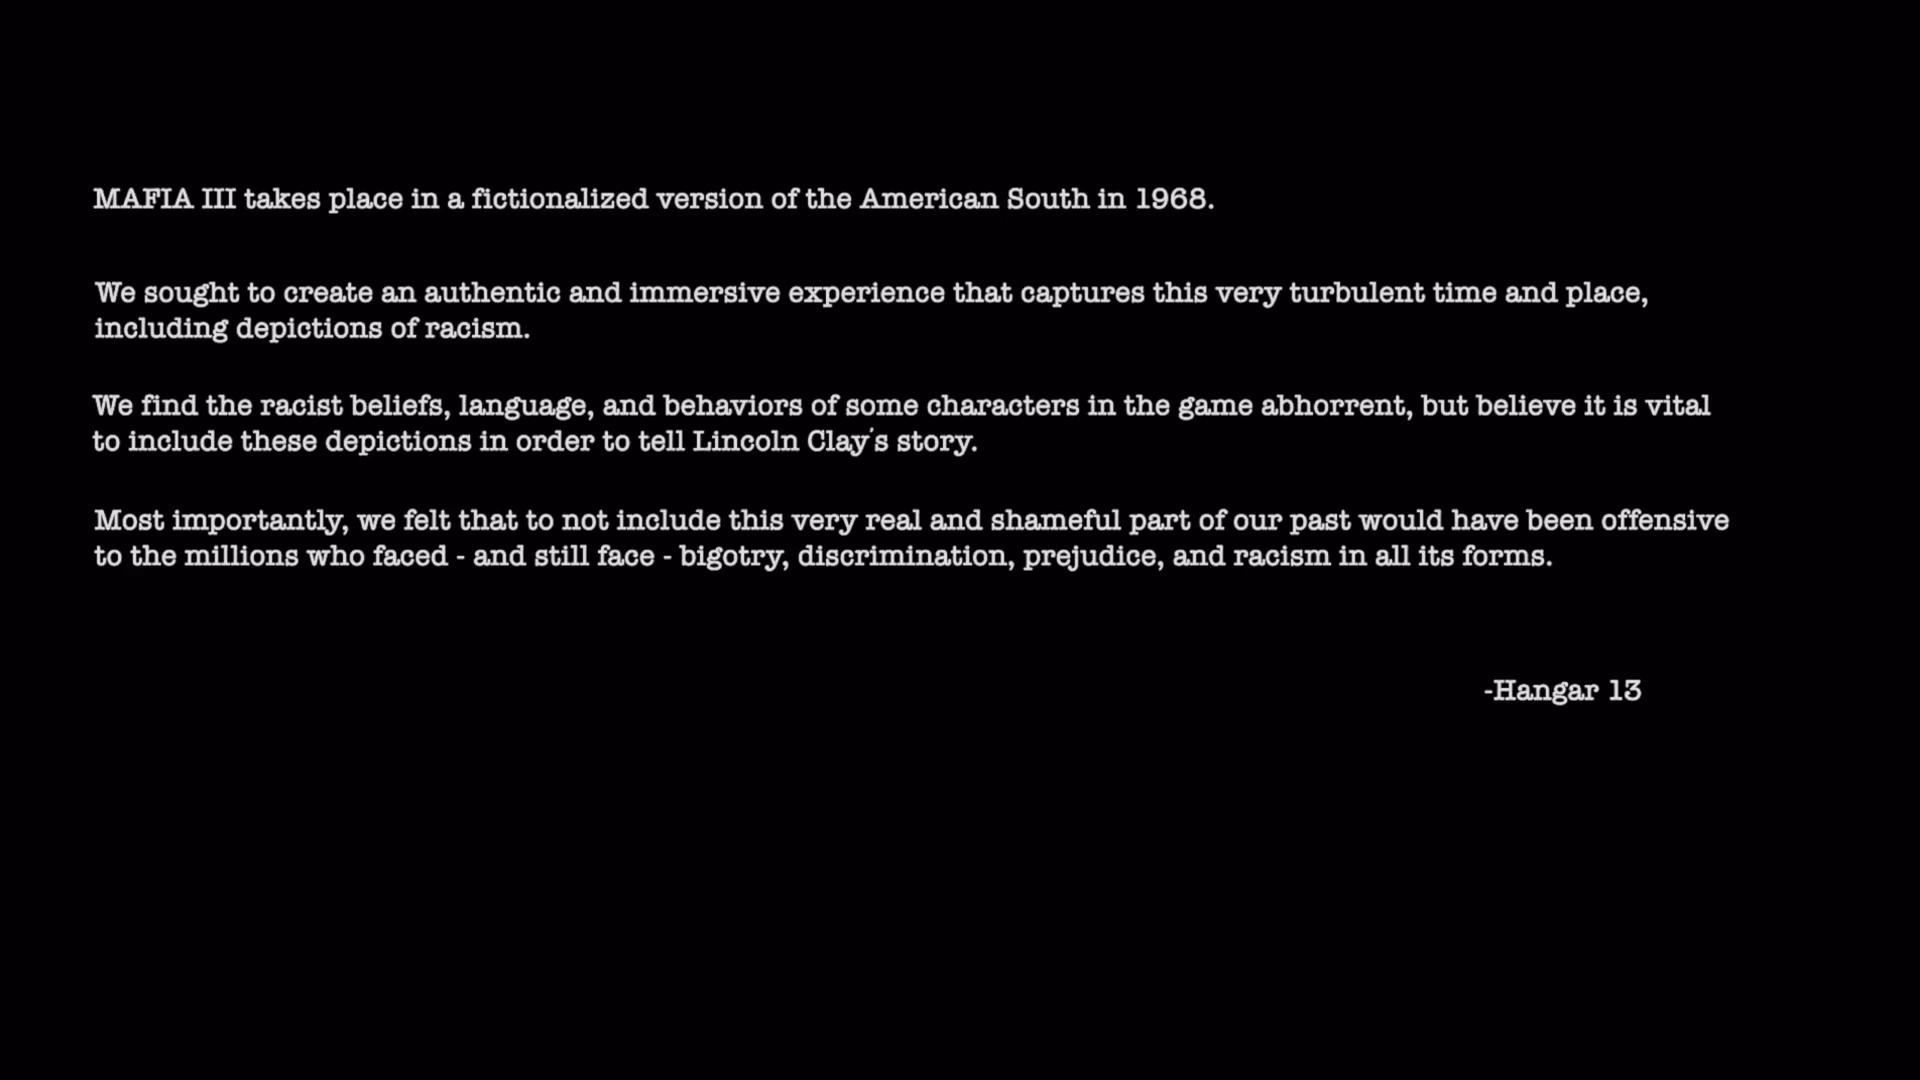 MAFIA III takes place in a fictionalized version of the American South in 1968.
We sought to create an authentic and immersive experience that captures this very turbulent time and place,
including depictions of racism.
We find the racist beliefs, language, and behaviors of some characters in the game abhorrent, but believe it is vital
to include these depictions in order to tell Lincoln Clay's story.
Most importantly, we felt that to not include this very real and shameful part of our past would have been offensive
to the millions who faced - and still face - bigotry, discrimination, prejudice, and racism in all its forms.
-Hangar 13